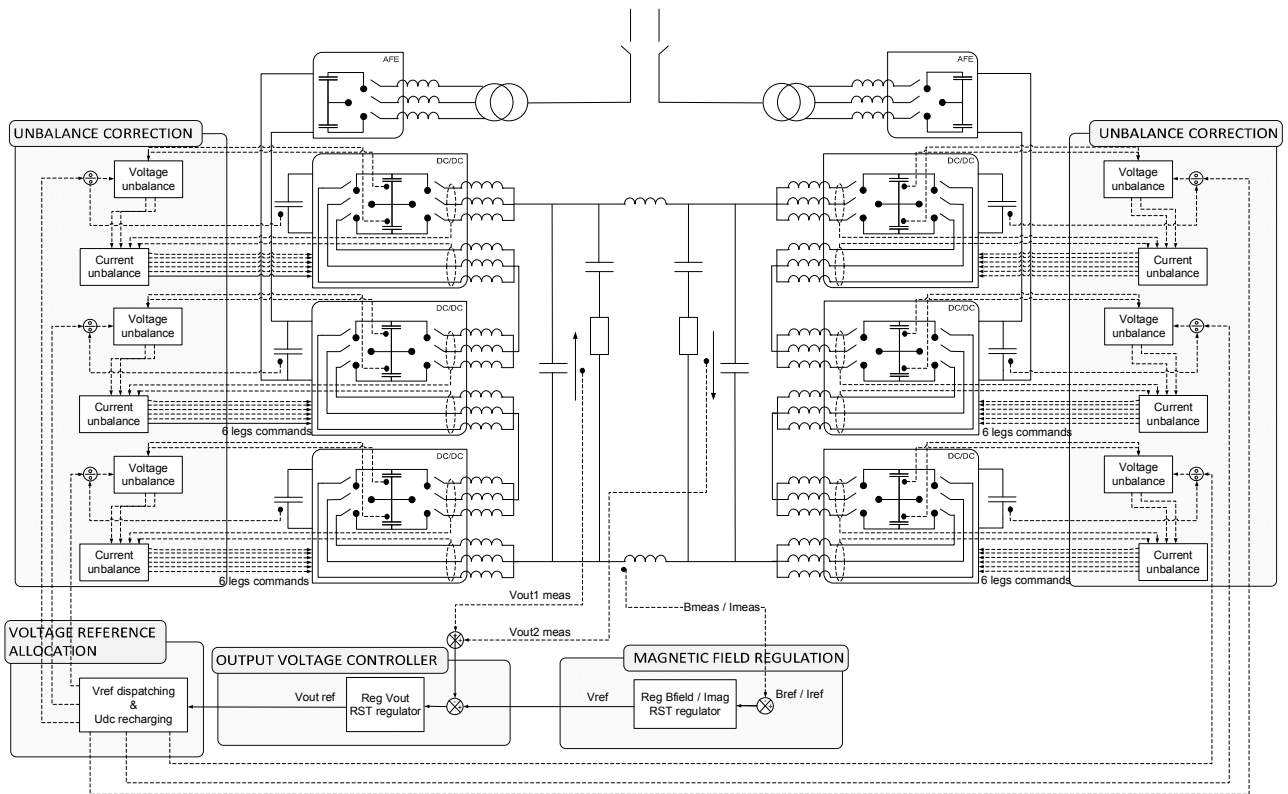 AFE
AFE
UNBALANCE CORRECTION
UNBALANCE CORRECTION
DC/DC
DC/DC
Voltage
unbalance
Voltage
unbalance
Current
unbalance
Current
unbalance
DC/DC
DC/DC
Voltage
unbalance
Voltage
unbalance
Current
unbalance
Current
unbalance
6 legs commands
6 legs commands
DC/DC
DC/DC
Voltage
unbalance
Voltage
unbalance
Current
unbalance
Current
unbalance
6 legs commands
6 legs commands
Vout1 meas
Bmeas / Imeas
Vout2 meas
VOLTAGE REFERENCE
ALLOCATION
OUTPUT VOLTAGE CONTROLLER
MAGNETIC FIELD REGULATION
Vref dispatching
&
Udc recharging
Vout ref
Reg Vout
RST regulator
Vref
Reg Bfield / Imag
RST regulator
Bref / Iref